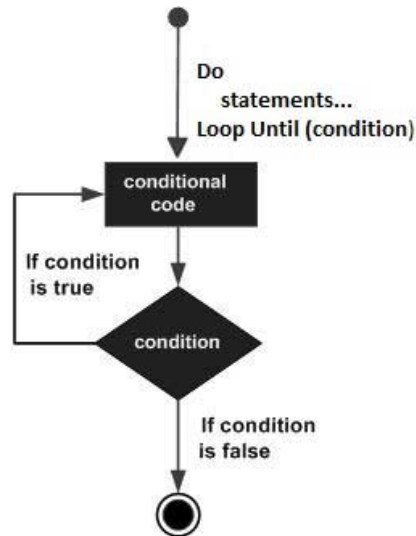 Do
statements...
Loop Until (condition)
conditional
code
If condition
is true
condition
If condition
is false